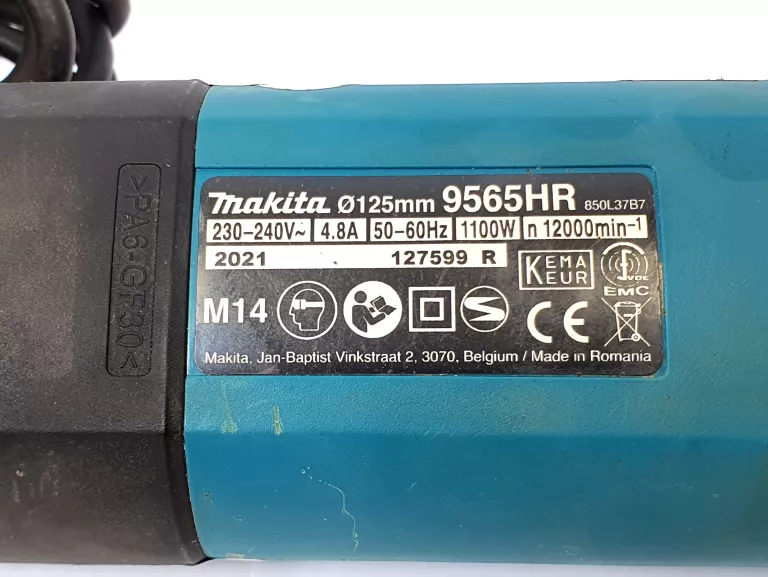 >PA6-GF30<
makita Ø125mm 9565HR 850L37B7
230-240V~ 4.8A 50-60Hz 1100W n 12000min-1
2021 127599 R
KEMA
KEUR
VDE
EMC
M14
CE
Makita, Jan-Baptist Vinkstraat 2, 3070, Belgium / Made in Romania